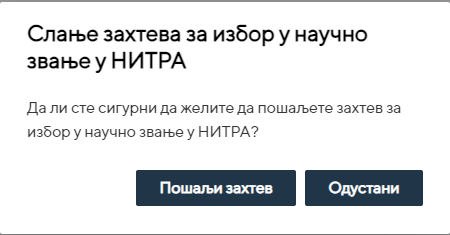 Слање захтева за избор у научно
звање у НИТРА
Да ли сте сигурни да желите да пошаљете захтев за
избор у научно звање у НИТРА?
Пошаљи захтев
Одустани